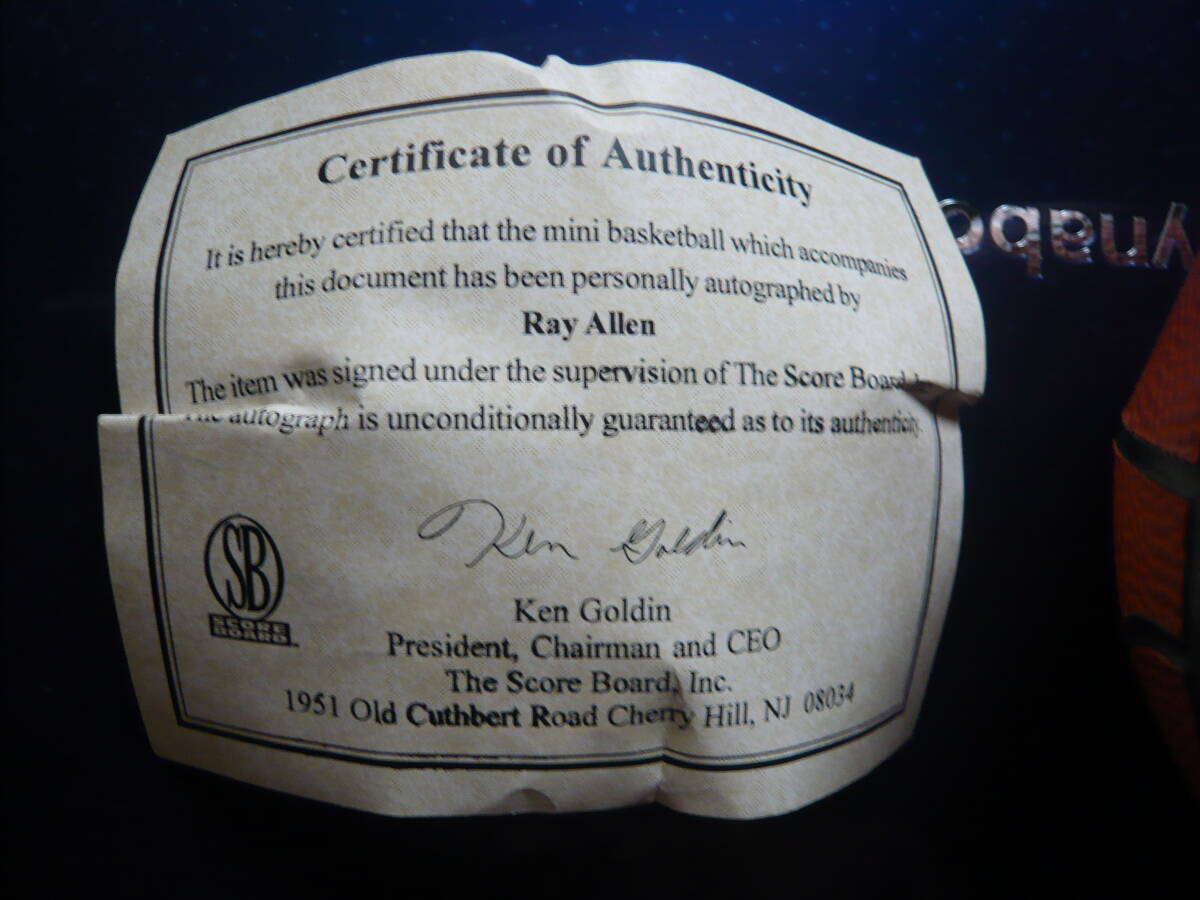 Certificate of Authenticity
It is hereby certified that the mini basketball which accompanies
this document has been personally autographed by
Ray Allen
The item was signed under the supervision of The Score Board
The autograph is unconditionally guaranteed as to its authenticity.
Ken Goldin
SB
SCORE
BOARD
Ken Goldin
President, Chairman and CEO
The Score Board, Inc.
1951 Old Cuthbert Road Cherry Hill, NJ 08034